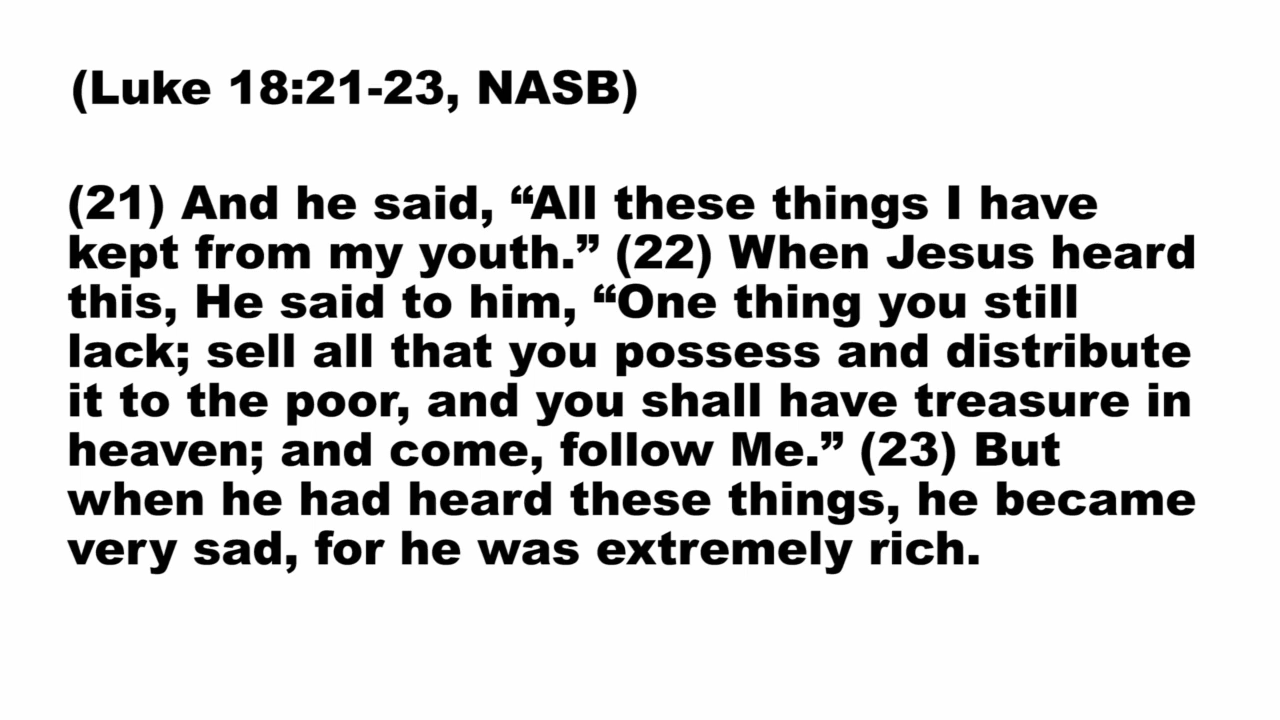 (Luke 18:21-23, NASB)
(21) And he said, “All these things I have
kept from my youth.” (22) When Jesus heard
this, He said to him, “One thing you still
lack; sell all that you possess and distribute
it to the poor, and you shall have treasure in
heaven; and come, follow Me.” (23) But
when he had heard these things, he became
very sad, for he was extremely rich.